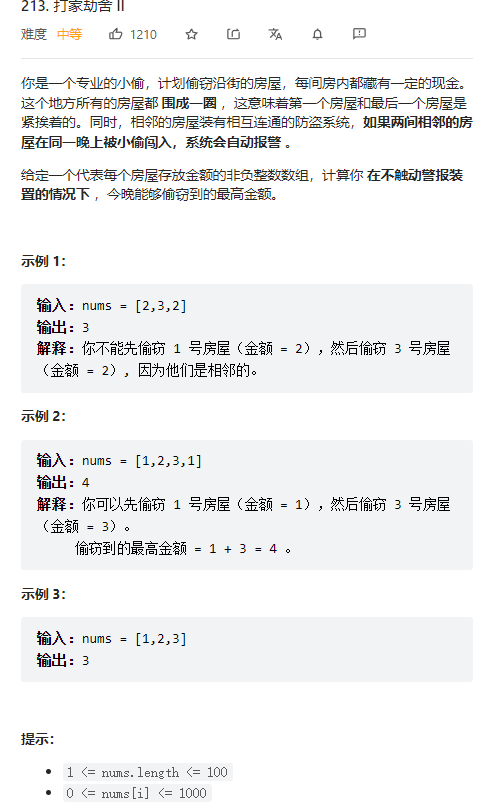 213. 打家劫舍 II
难度 中等 1210
你是一个专业的小偷，计划偷窃沿街的房屋，每间房内都藏有一定的现金。
这个地方所有的房屋都 围成一圈 ，这意味着第一个房屋和最后一个房屋是
紧挨着的。同时，相邻的房屋装有相互连通的防盗系统，如果两间相邻的房
屋在同一晚上被小偷闯入，系统会自动报警 。
给定一个代表每个房屋存放金额的非负整数数组，计算你 在不触动警报装
置的情况下 ，今晚能够偷窃到的最高金额。
示例 1：
输入：nums = [2,3,2]
输出：3
解释：你不能先偷窃 1 号房屋（金额 = 2），然后偷窃 3 号房屋
（金额 = 2）, 因为他们是相邻的。
示例 2：
输入：nums = [1,2,3,1]
输出：4
解释：你可以先偷窃 1 号房屋（金额 = 1），然后偷窃 3 号房屋
（金额 = 3）。
偷窃到的最高金额 = 1 + 3 = 4 。
示例 3：
输入：nums = [1,2,3]
输出：3
提示：
• 1 <= nums.length <= 100
• 0 <= nums[i] <= 1000